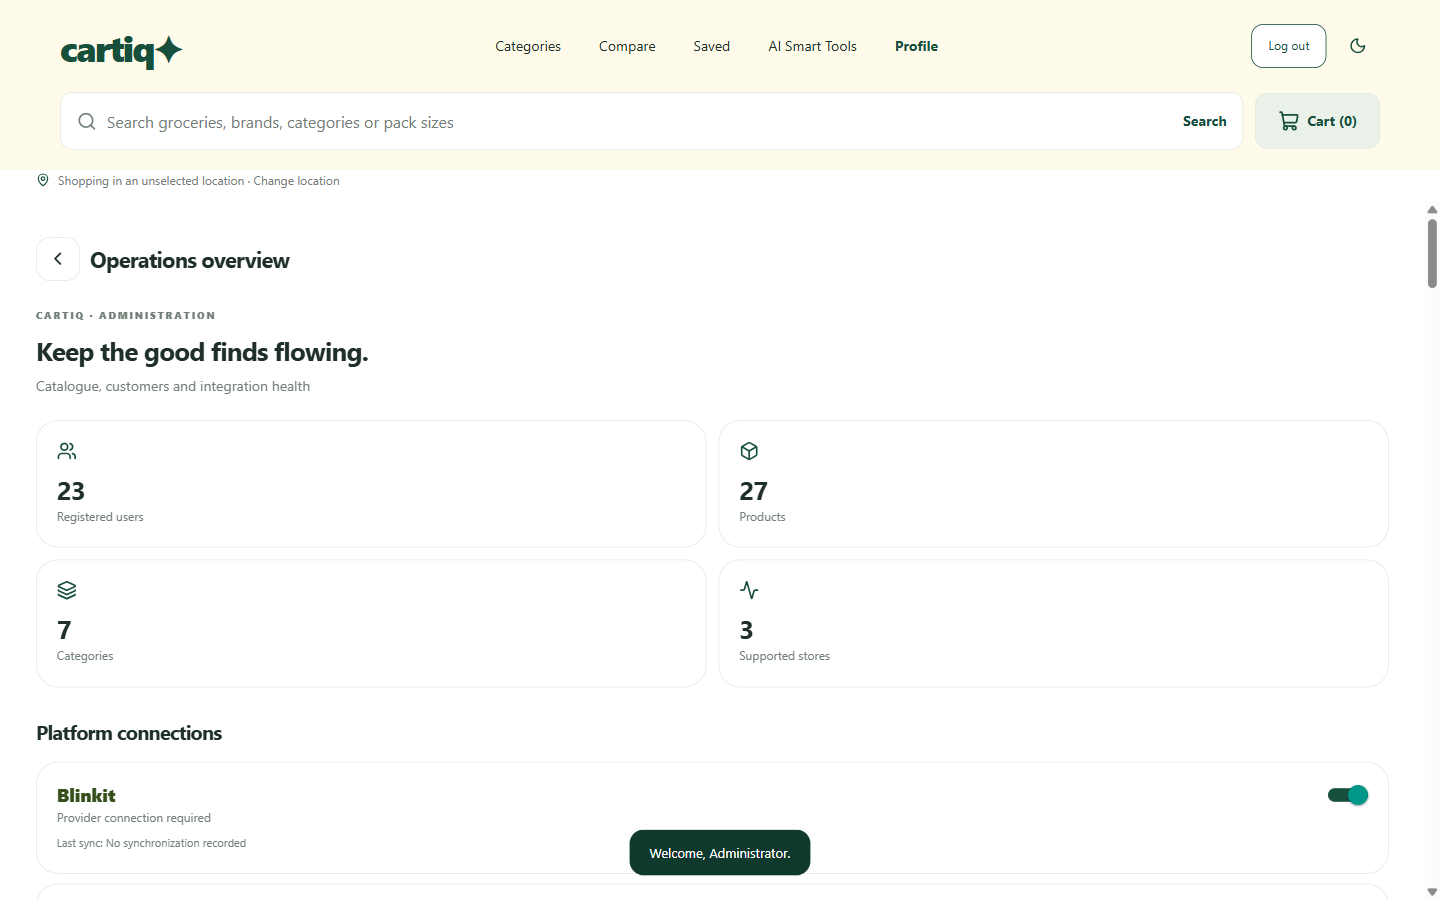 cartiq
Categories
Compare
Saved
AI Smart Tools
Profile
Log out
Search groceries, brands, categories or pack sizes
Search
Cart (0)
Shopping in an unselected location · Change location
Operations overview
CARTIQ · ADMINISTRATION
Keep the good finds flowing.
Catalogue, customers and integration health
23
Registered users
27
Products
7
Categories
3
Supported stores
Platform connections
Blinkit
Provider connection required
Last sync: No synchronization recorded
Welcome, Administrator.